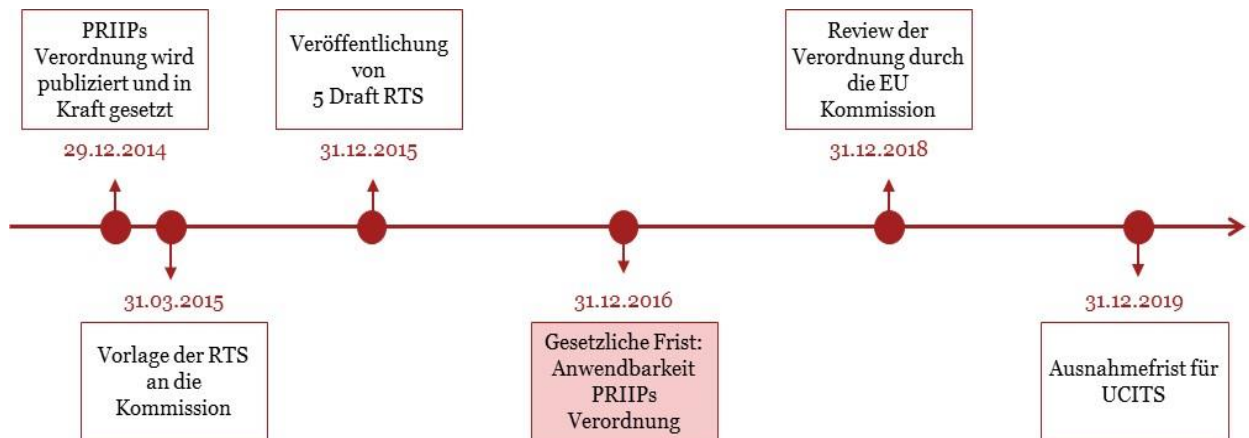 PRIIPs
Verordnung wird
publiziert und in
Kraft gesetzt
29.12.2014
Veröffentlichung
von
5 Draft RTS
31.12.2015
Review der
Verordnung durch
die EU
Kommission
31.12.2018
31.03.2015
Vorlage der RTS
an die
Kommission
31.12.2016
Gesetzliche Frist:
Anwendbarkeit
PRIIPs
Verordnung
31.12.2019
Ausnahmefrist für
UCITS